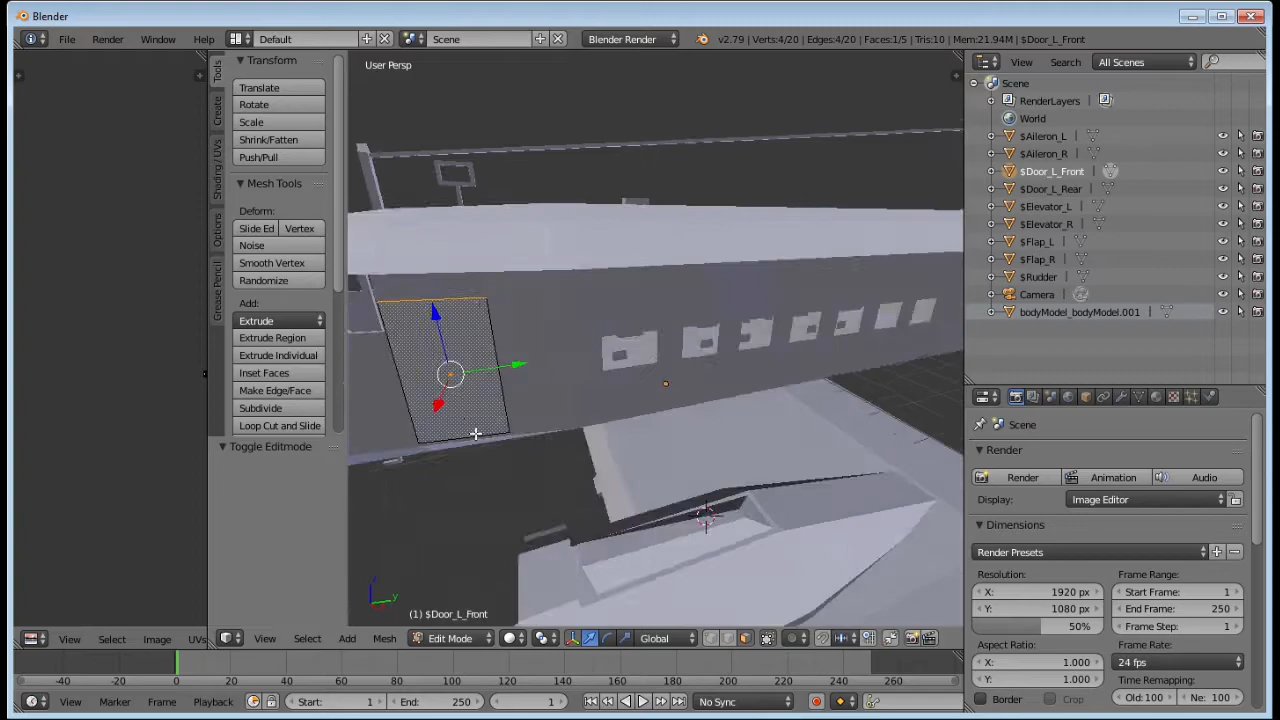 Blender
File Render Window Help Default Scene Blender Render v2.79 | Verts:4/20 | Edges:4/20 | Faces:1/5 | Tris:10 | Mem:21.94M | $Door_L_Front
Tools
Create
Shading / UVs
Options
Grease Pencil
Transform
Translate
Rotate
Scale
Shrink/Fatten
Push/Pull
Mesh Tools
Deform:
Slide Ed Vertex
Noise
Smooth Vertex
Randomize
Add:
Extrude
Extrude Region
Extrude Individual
Inset Faces
Make Edge/Face
Subdivide
Loop Cut and Slide
Toggle Editmode
User Persp
z
y
(1) $Door_L_Front
View Search All Scenes
Scene
RenderLayers
World
$Aileron_L
$Aileron_R
$Door_L_Front
$Door_L_Rear
$Elevator_L
$Elevator_R
$Flap_L
$Flap_R
$Rudder
Camera
bodyModel_bodyModel.001
Scene
Render
Render Animation Audio
Display: Image Editor
Dimensions
Render Presets
Resolution: Frame Range:
X: 1920 px Start Frame: 1
Y: 1080 px End Frame: 250
50% Frame Step: 1
Aspect Ratio: Frame Rate:
X: 1.000 24 fps
Y: 1.000 Time Remapping:
Border Crop Old:100 Ne: 100
View Select Image UVs View Select Add Mesh Edit Mode Global
-40 -20 0 20 40 60 80 100 120 140 160 180 200 220 240 260
View Marker Frame Playback Start: 1 End: 250 1 No Sync